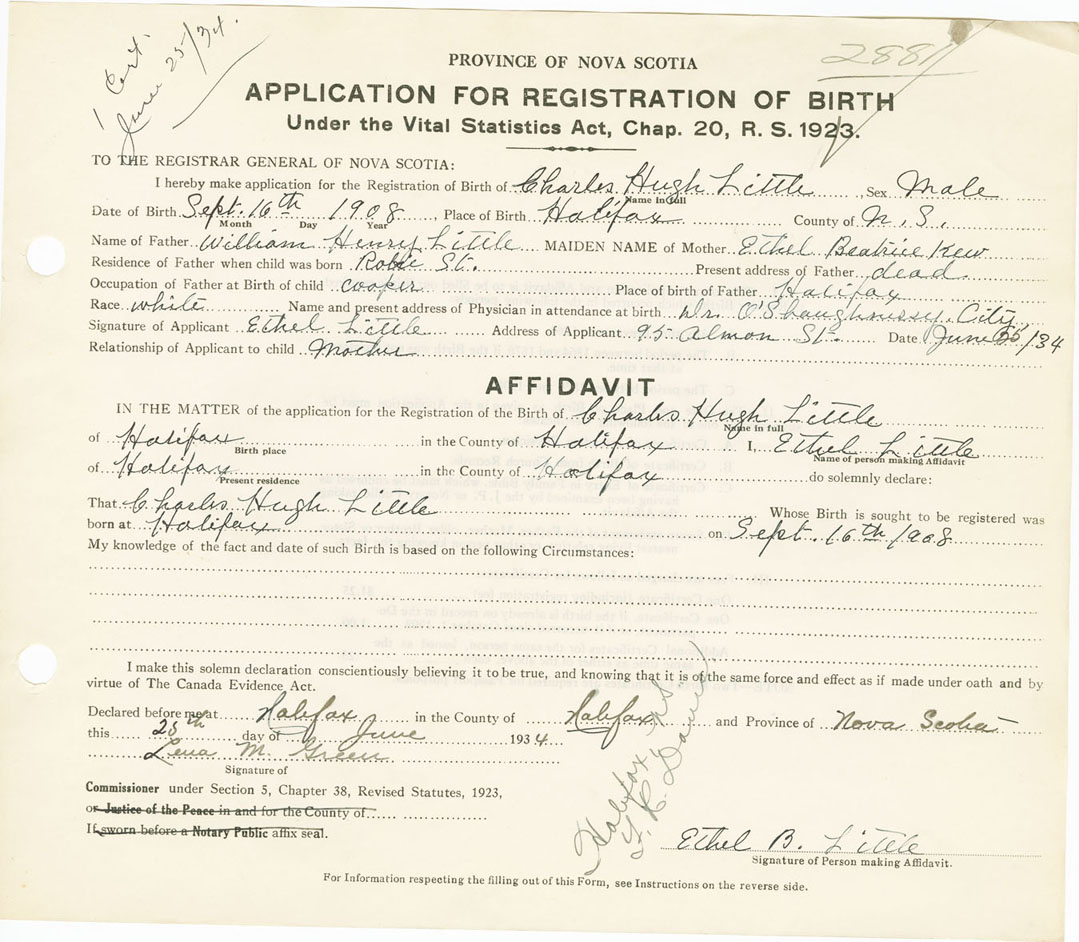 1 Cert.
June 25/34.
2881
PROVINCE OF NOVA SCOTIA
APPLICATION FOR REGISTRATION OF BIRTH
Under the Vital Statistics Act, Chap. 20, R. S. 1923.
TO THE REGISTRAR GENERAL OF NOVA SCOTIA:
I hereby make application for the Registration of Birth of Charles Hugh Little Sex Male
Name in full
Date of Birth Sept. 16th 1908, Place of Birth Halifax County of N. S.
Month Day Year
Name of Father William Henry Little MAIDEN NAME of Mother Ethel Beatrice Kew
Residence of Father when child was born Robie St. Present address of Father dead
Occupation of Father at Birth of child cooper Place of birth of Father Halifax
Race white Name and present address of Physician in attendance at birth Dr. O'Shaughnessy, City
Signature of Applicant Ethel Little Address of Applicant 95 Almon St. Date June /34
Relationship of Applicant to child Mother
AFFIDAVIT
IN THE MATTER of the application for the Registration of the Birth of Charles Hugh Little
Name in full
of Halifax in the County of Halifax I, Ethel Little
Birth place Name of person making Affidavit
of Halifax in the County of Halifax do solemnly declare:
Present residence
That Charles Hugh Little Whose Birth is sought to be registered was
born at Halifax on Sept. 16th 1908
My knowledge of the fact and date of such Birth is based on the following Circumstances:
I make this solemn declaration conscientiously believing it to be true, and knowing that it is of the same force and effect as if made under oath and by
virtue of The Canada Evidence Act.
Declared before me at Halifax in the County of Halifax and Province of Nova Scotia
this 25th day of June 1934
Lena M. Green
Signature of
Commissioner under Section 5, Chapter 38, Revised Statutes, 1923,
or Justice of the Peace in and for the County of
If sworn before a Notary Public affix seal.
Halifax N.S.
Ethel B. Little
Signature of Person making Affidavit.
For Information respecting the filling out of this Form, see Instructions on the reverse side.